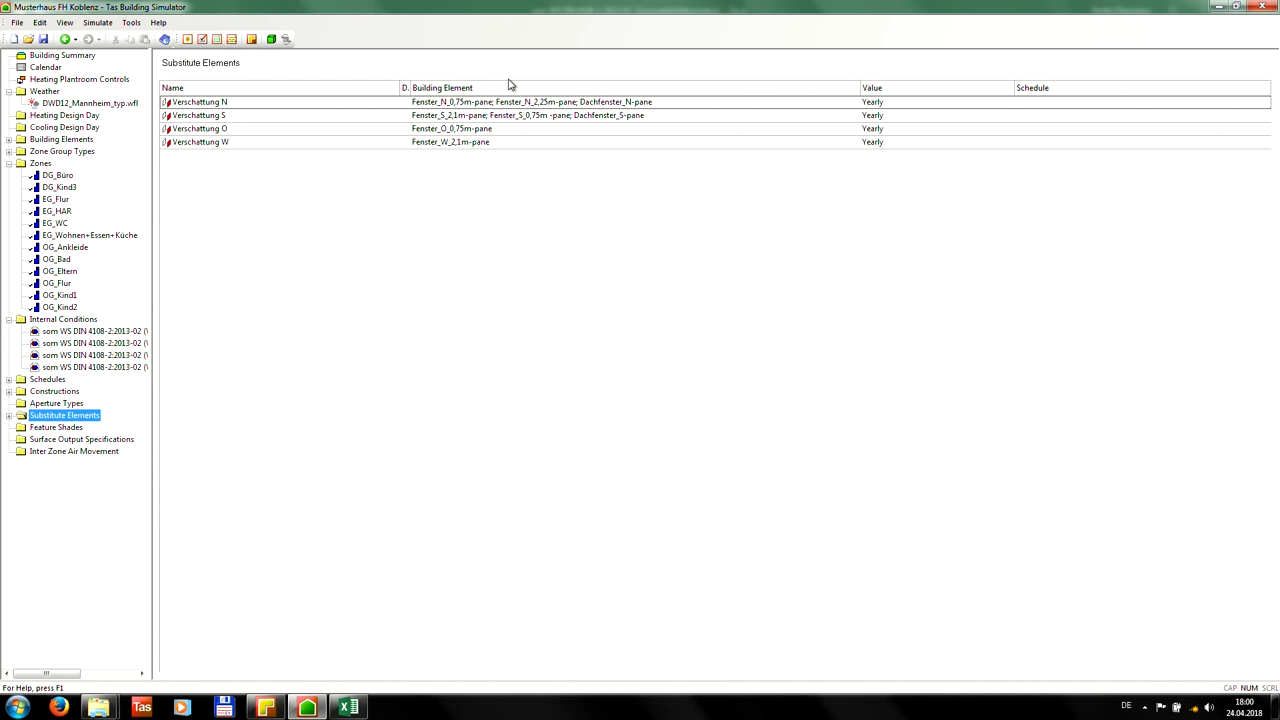 Musterhaus FH Koblenz - Tas Building Simulator
File Edit View Simulate Tools Help
Building Summary
Calendar
Heating Plantroom Controls
Weather
DWD12_Mannheim_typ.wfl
Heating Design Day
Cooling Design Day
Building Elements
Zone Group Types
Zones
DG_Büro
DG_Kind3
EG_Flur
EG_HAR
EG_WC
EG_Wohnen+Essen+Küche
OG_Ankleide
OG_Bad
OG_Eltern
OG_Flur
OG_Kind1
OG_Kind2
Internal Conditions
som WS DIN 4108-2:2013-02 (
som WS DIN 4108-2:2013-02 (
som WS DIN 4108-2:2013-02 (
som WS DIN 4108-2:2013-02 (
Schedules
Constructions
Aperture Types
Substitute Elements
Feature Shades
Surface Output Specifications
Inter Zone Air Movement
Substitute Elements
Name D. Building Element Value Schedule
Verschattung N Fenster_N_0,75m-pane; Fenster_N_2,25m-pane; Dachfenster_N-pane Yearly
Verschattung S Fenster_S_2,1m-pane; Fenster_S_0,75m -pane; Dachfenster_S-pane Yearly
Verschattung O Fenster_O_0,75m-pane Yearly
Verschattung W Fenster_W_2,1m-pane Yearly
For Help, press F1
CAP NUM SCRL
Tas
DE
18:00
24.04.2018